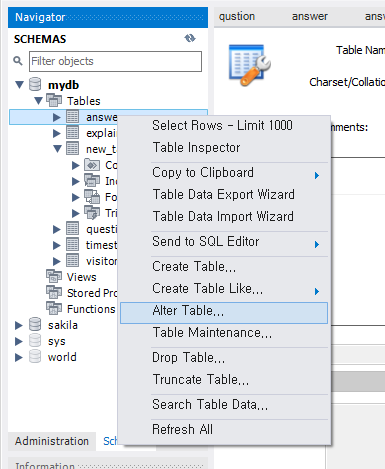 Navigator
qustion answer answer
SCHEMAS
Filter objects
Table Nam
Charset/Collatio
mments:
mydb
Tables
answe
explai
new_t
Co
In
Fo
Tri
questi
timest
visitor
Views
Stored Pro
Functions
sakila
sys
world
Select Rows - Limit 1000
Table Inspector
Copy to Clipboard
Table Data Export Wizard
Table Data Import Wizard
Send to SQL Editor
Create Table...
Create Table Like...
Alter Table...
Table Maintenance...
Drop Table...
Truncate Table...
Search Table Data...
Refresh All
Administration Sch
Information